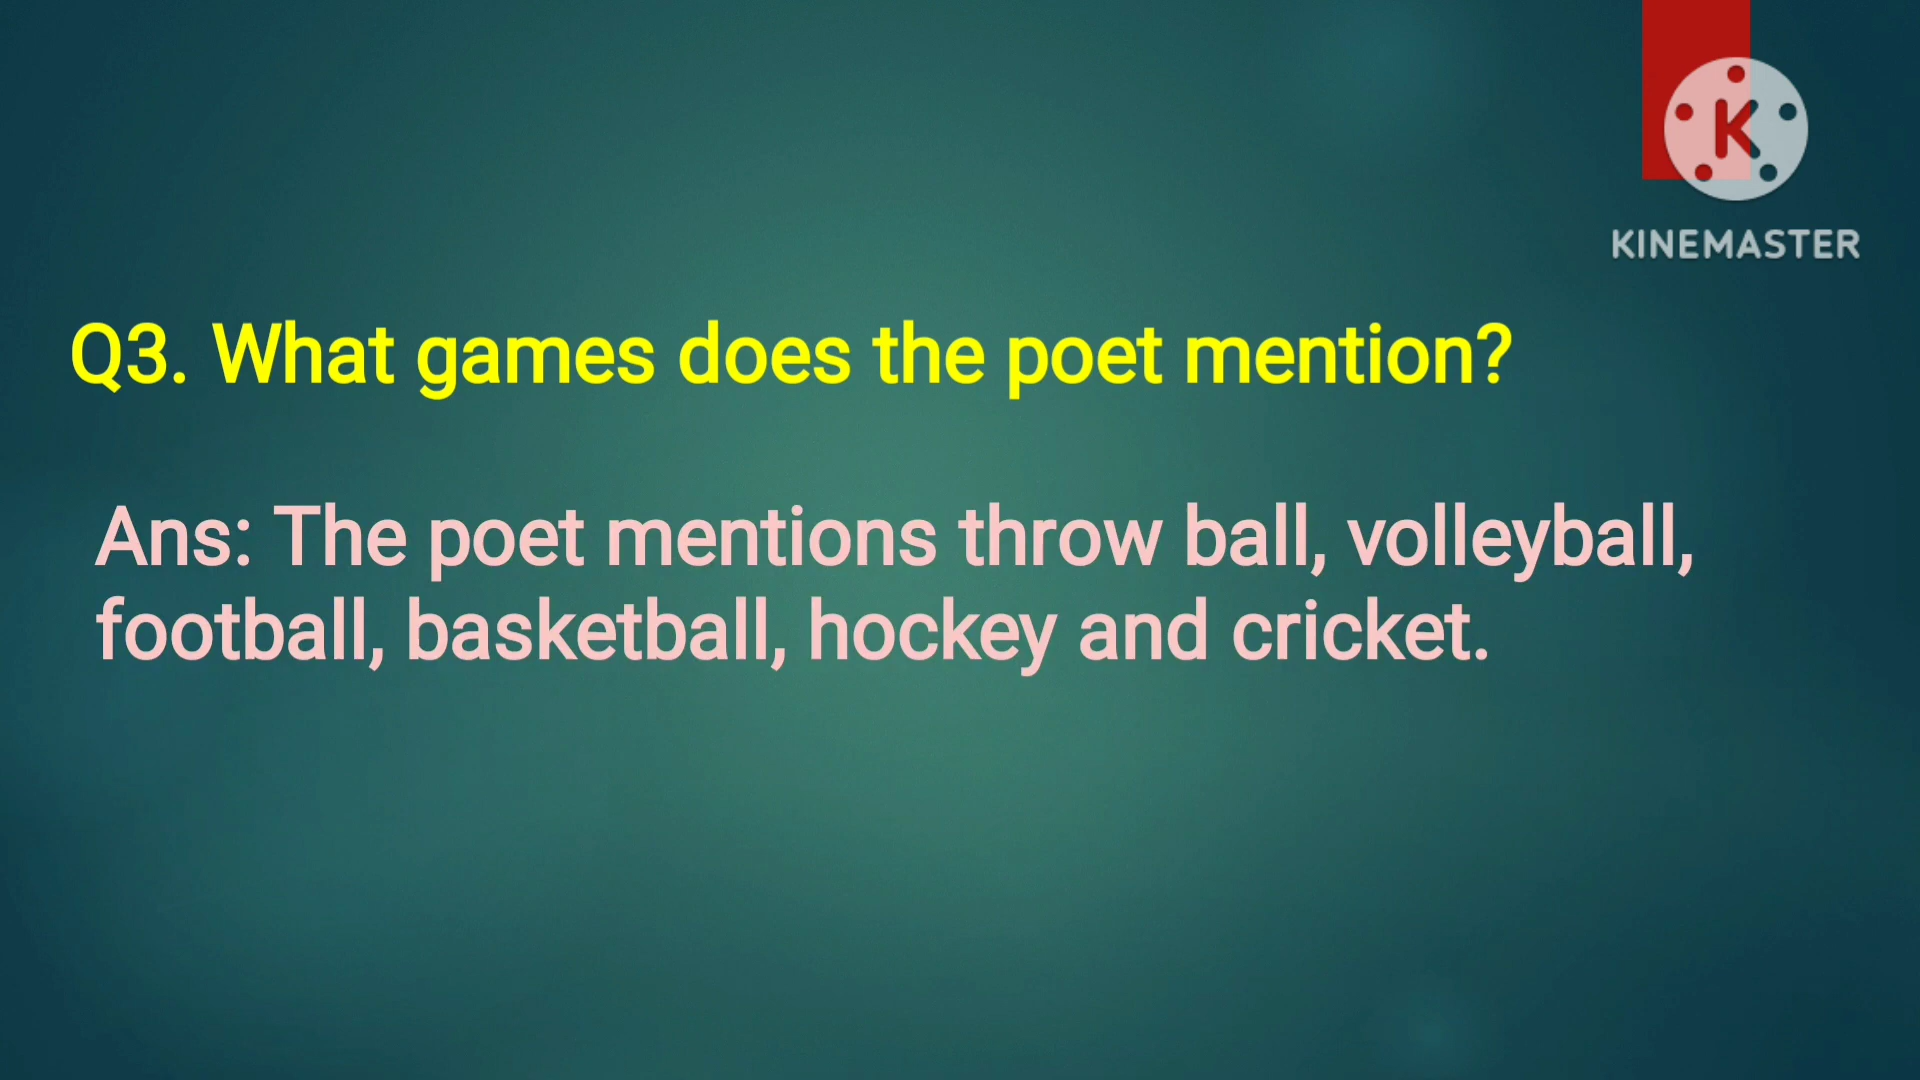 K
KINEMASTER
Q3. What games does the poet mention?
Ans: The poet mentions throw ball, volleyball,
football, basketball, hockey and cricket.